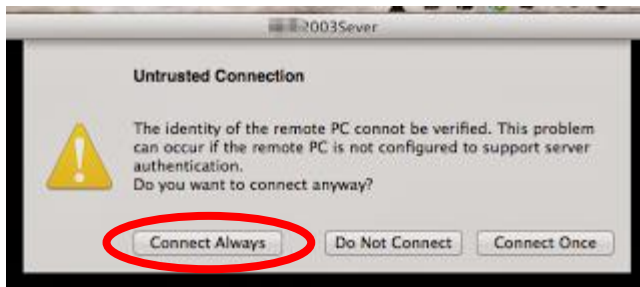 2003Sever
Untrusted Connection
The identity of the remote PC connot be verified. This problem
can occur if the remote PC is not configured to support server
authentication.
Do you want to connect anyway?
Connect Always Do Not Connect Connect Once